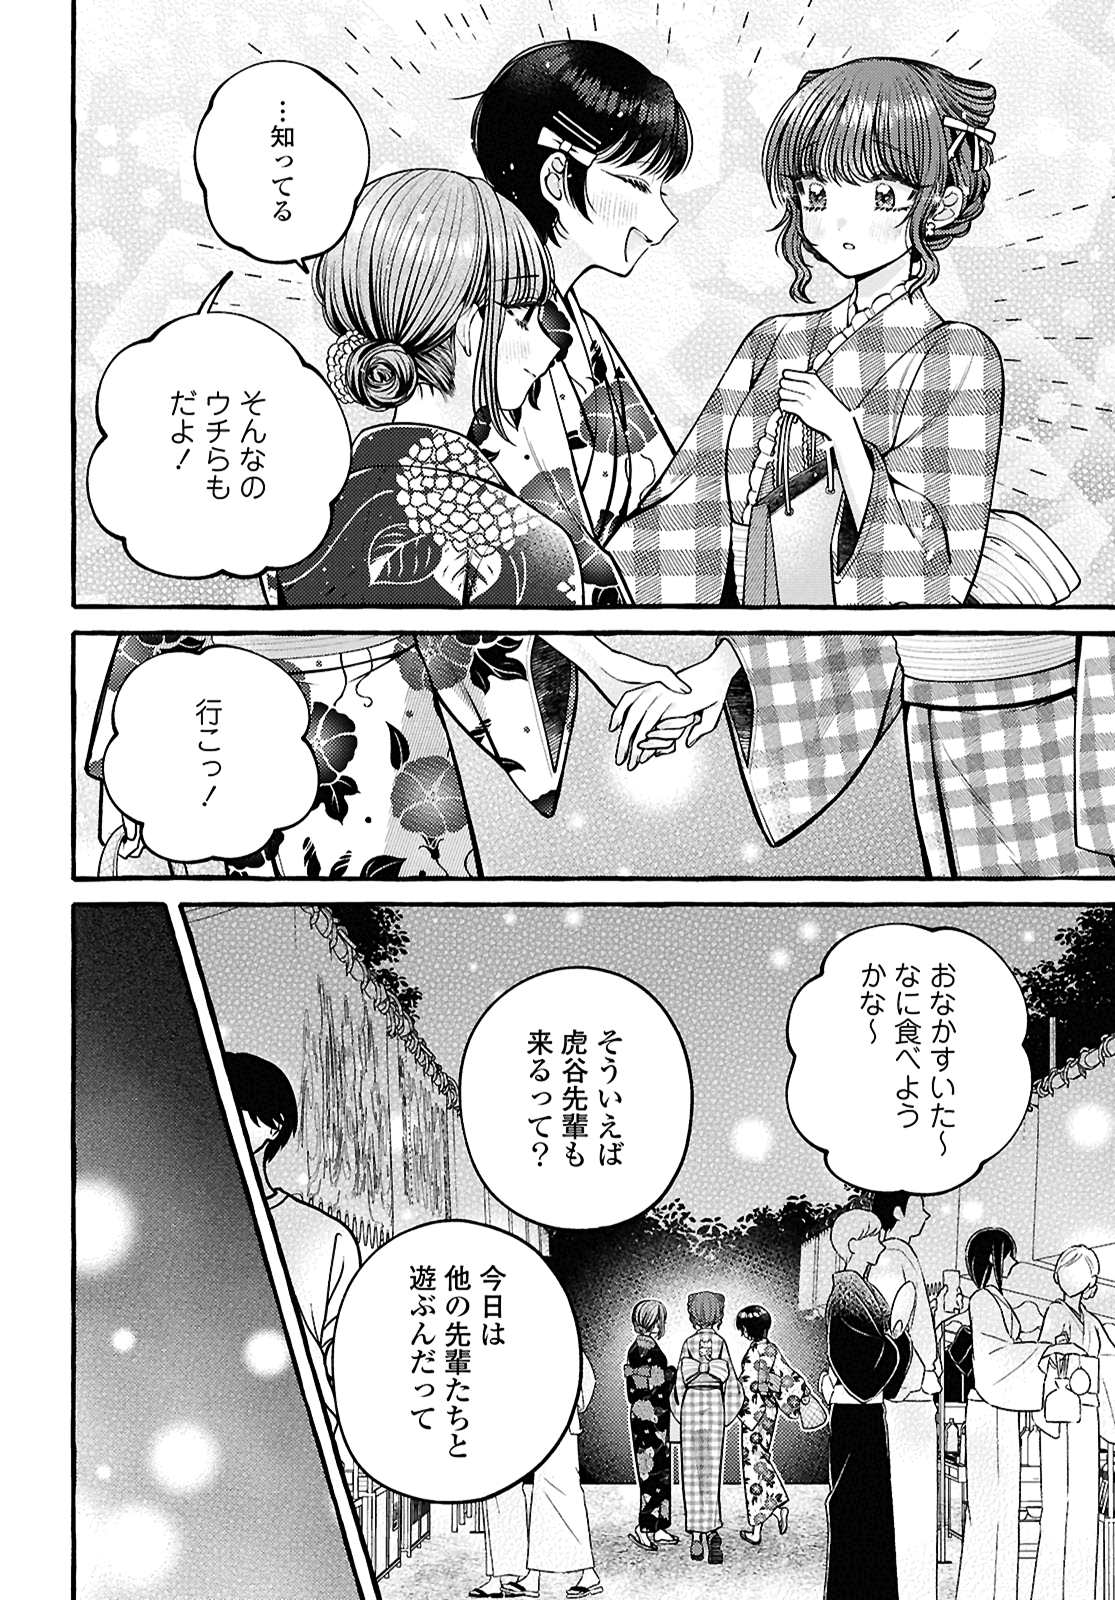 …知ってる
そんなの
ウチらも
だよ！
行こっ！
おなかすいた〜
なに食べよう
かな〜
そういえば
虎谷先輩も
来るって？
今日は
他の先輩たちと
遊ぶんだって